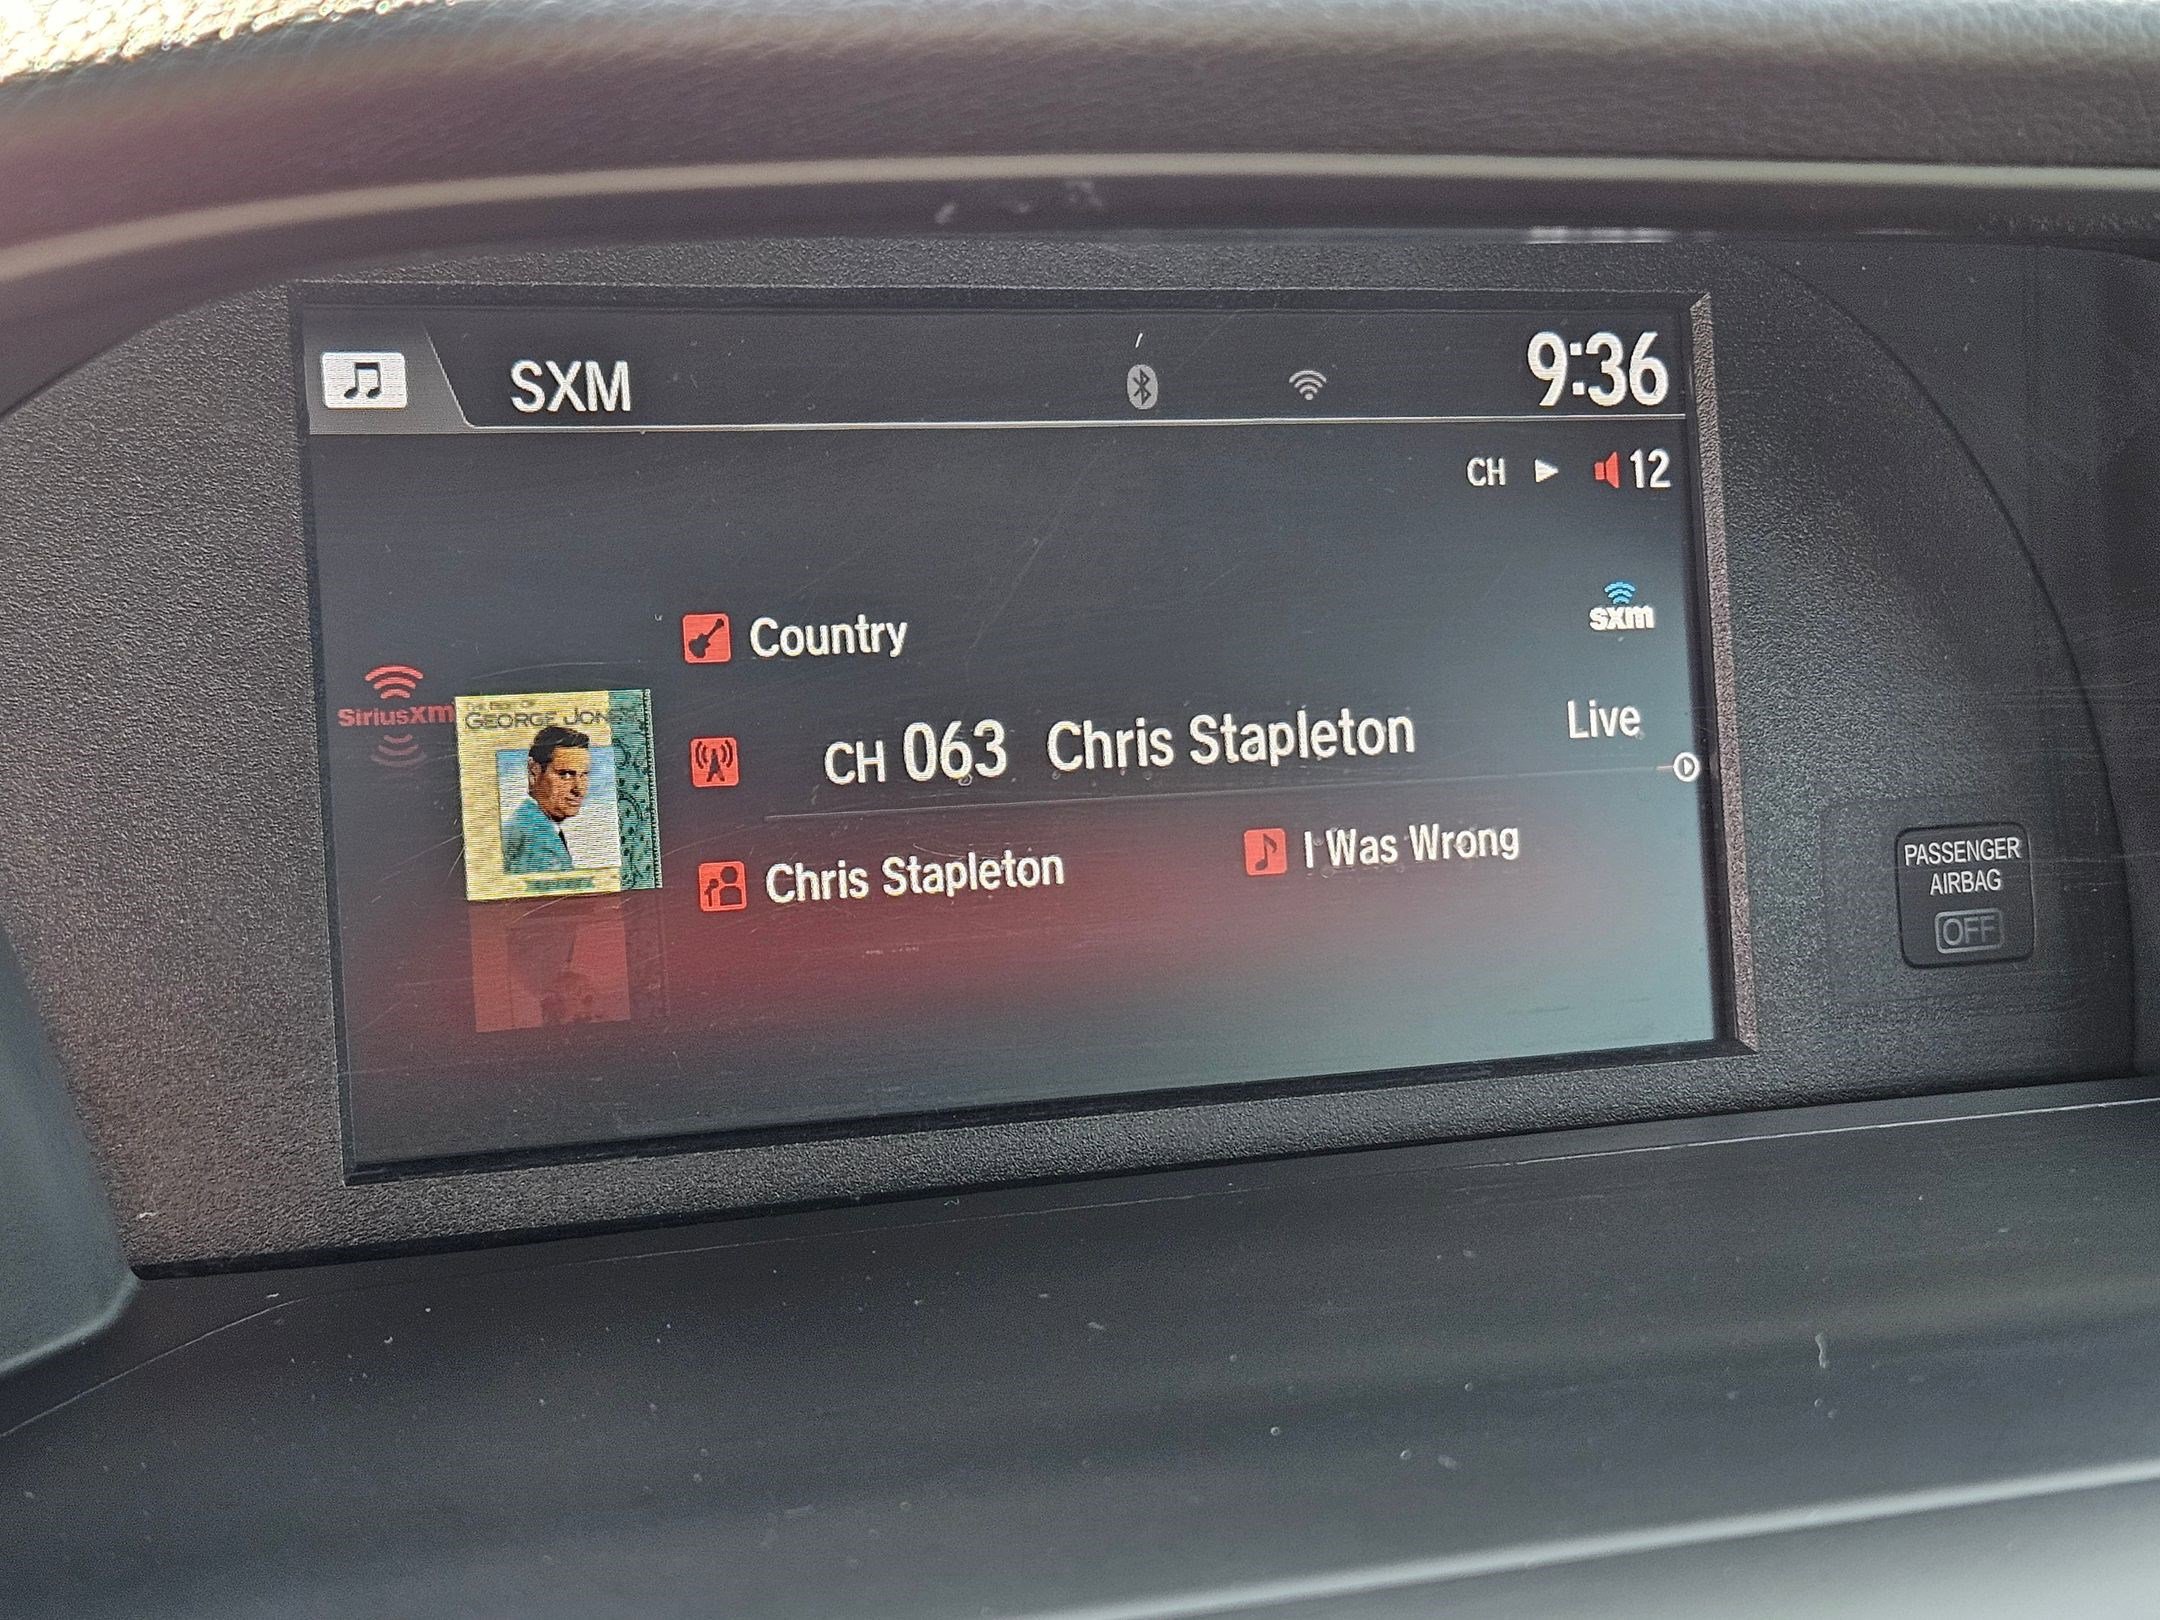 SXM 9:36
CH 12
Country sxm
SiriusXm
GEORGE JON
CH 063 Chris Stapleton Live
Chris Stapleton I Was Wrong
PASSENGER
AIRBAG
OFF